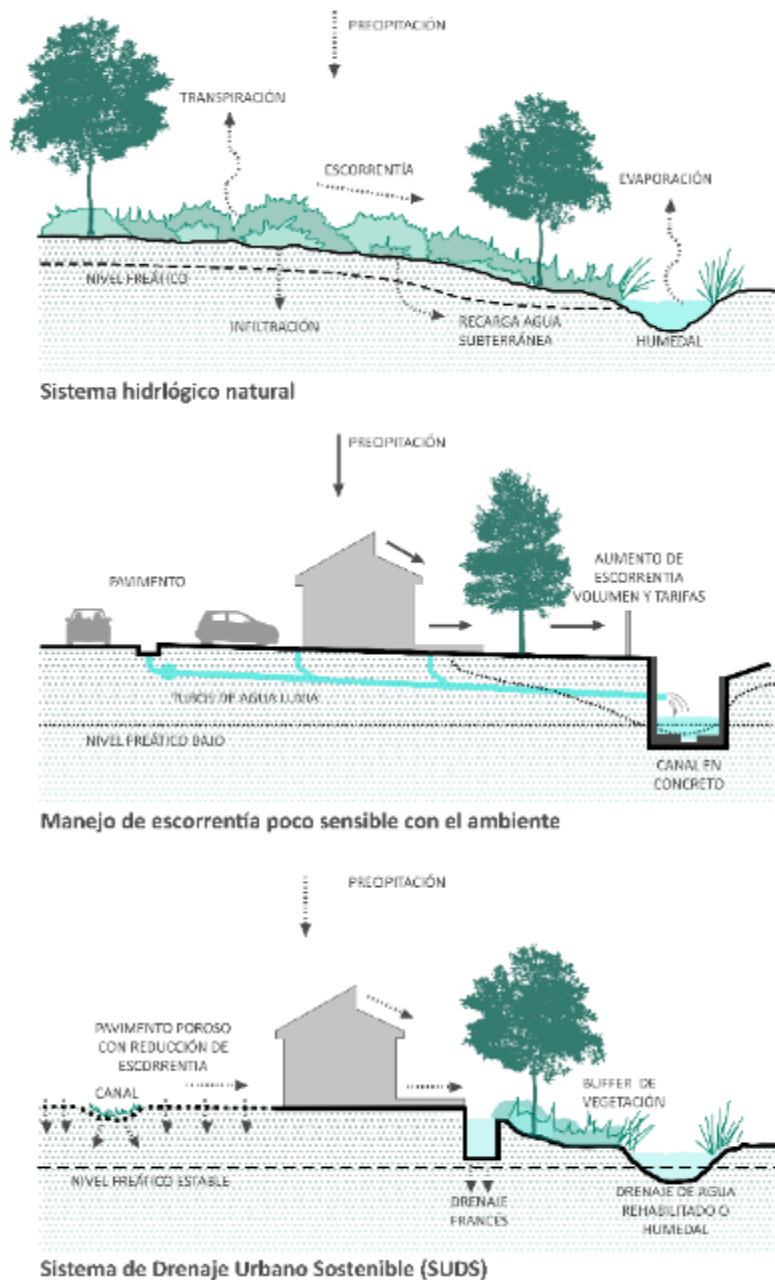 PRECIPITACIÓN
TRANSPIRACIÓN
ESCORRENTÍA
EVAPORACIÓN
NIVEL FREÁTICO
INFILTRACIÓN
RECARGA AGUA
SUBTERRÁNEA
HUMEDAL
Sistema hidrlógico natural
PRECIPITACIÓN
PAVIMENTO
AUMENTO DE
ESCORRENTIA
VOLUMEN Y TARIFAS
TUBOS DE AGUA LUVIA
NIVEL FREÁTICO BAJO
CANAL EN
CONCRETO
Manejo de escorrentía poco sensible con el ambiente
PRECIPITACIÓN
PAVIMENTO POROSO
CON REDUCCIÓN DE
ESCORRENTIA
CANAL
BUFFER DE
VEGETACIÓN
NIVEL FREÁTICO ESTABLE
DRENAJE
FRANCÉS
DRENAJE DE AGUA
REHABILITADO O
HUMEDAL
Sistema de Drenaje Urbano Sostenible (SUDS)